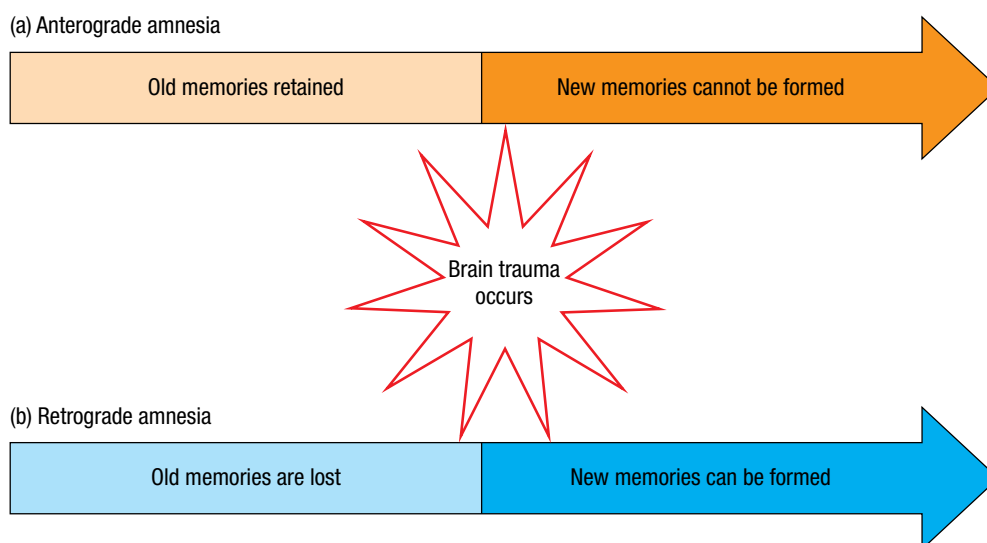 (a) Anterograde amnesia
Old memories retained
New memories cannot be formed
Brain trauma
occurs
(b) Retrograde amnesia
Old memories are lost
New memories can be formed